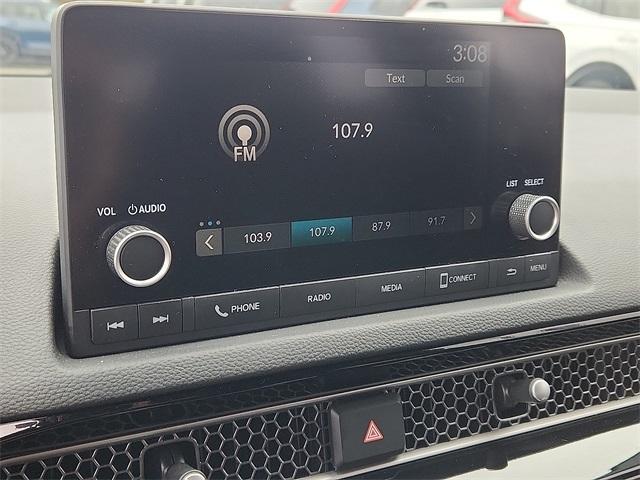 3:08
Text Scan
FM
107.9
LIST SELECT
VOL AUDIO
103.9 107.9 87.9 91.7
PHONE RADIO MEDIA CONNECT MENU